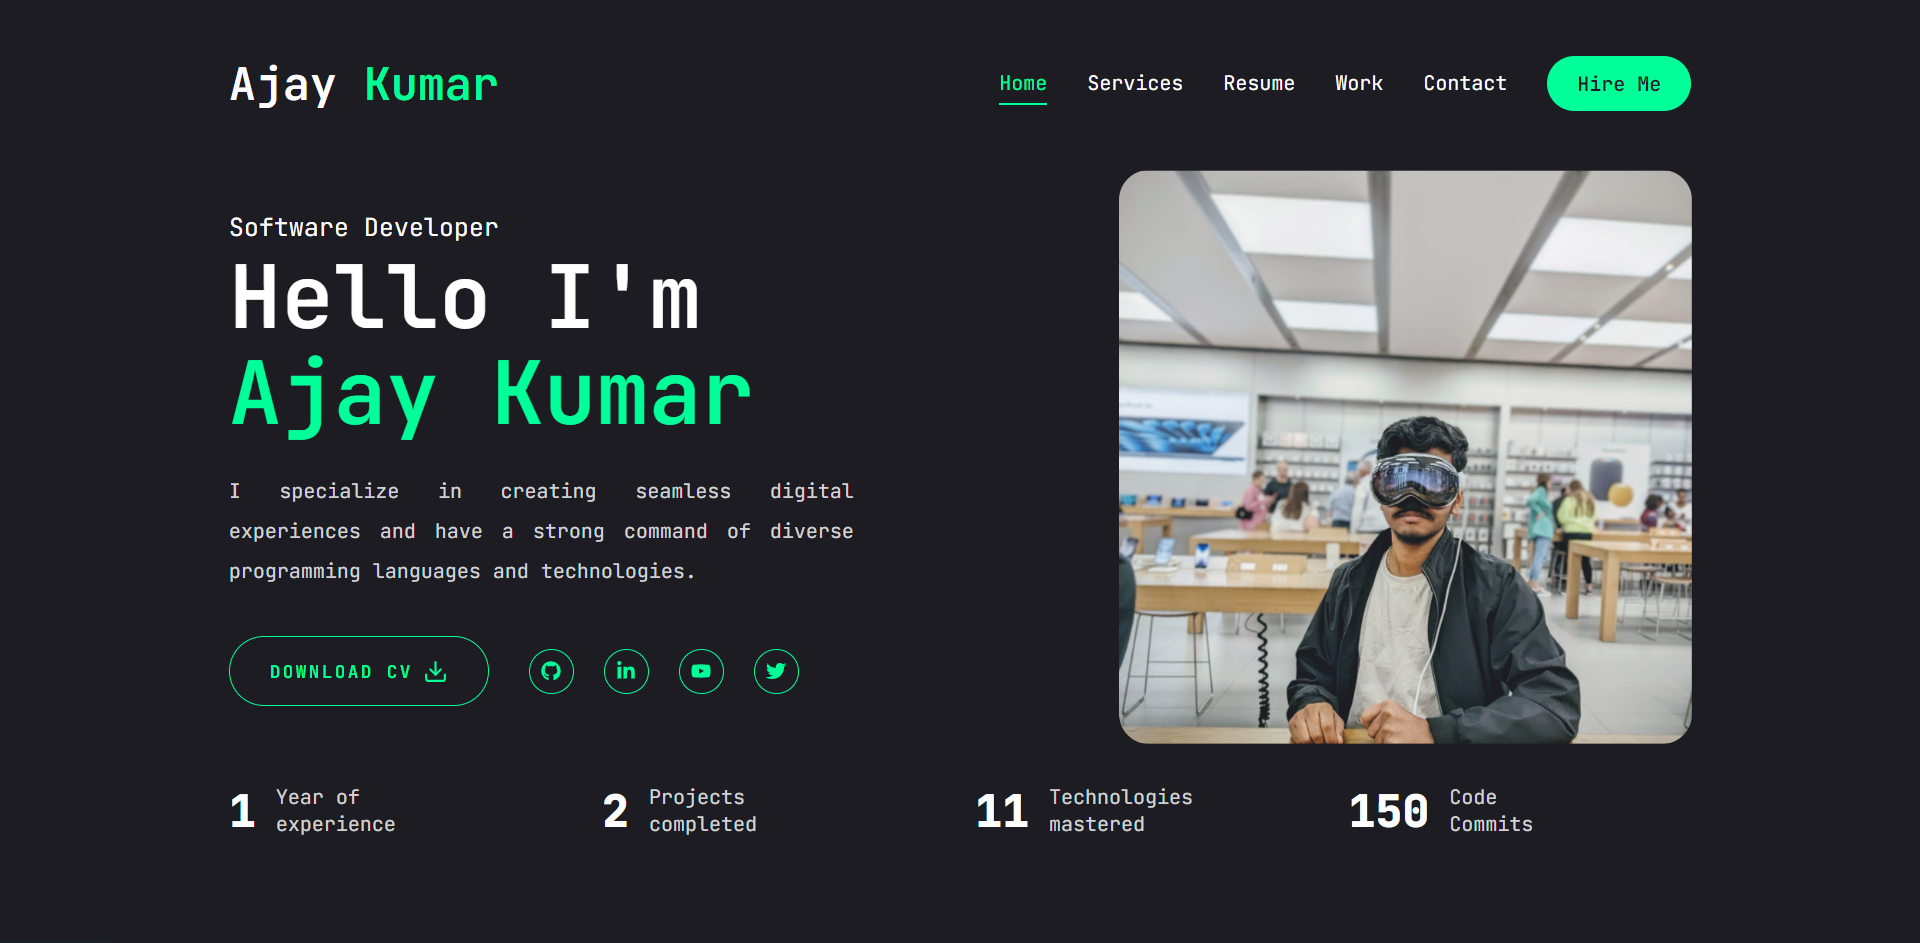 Ajay Kumar
Home Services Resume Work Contact Hire Me
Software Developer
Hello I'm
Ajay Kumar
I specialize in creating seamless digital
experiences and have a strong command of diverse
programming languages and technologies.
DOWNLOAD CV
in
1 Year of
experience
2 Projects
completed
11 Technologies
mastered
150 Code
Commits